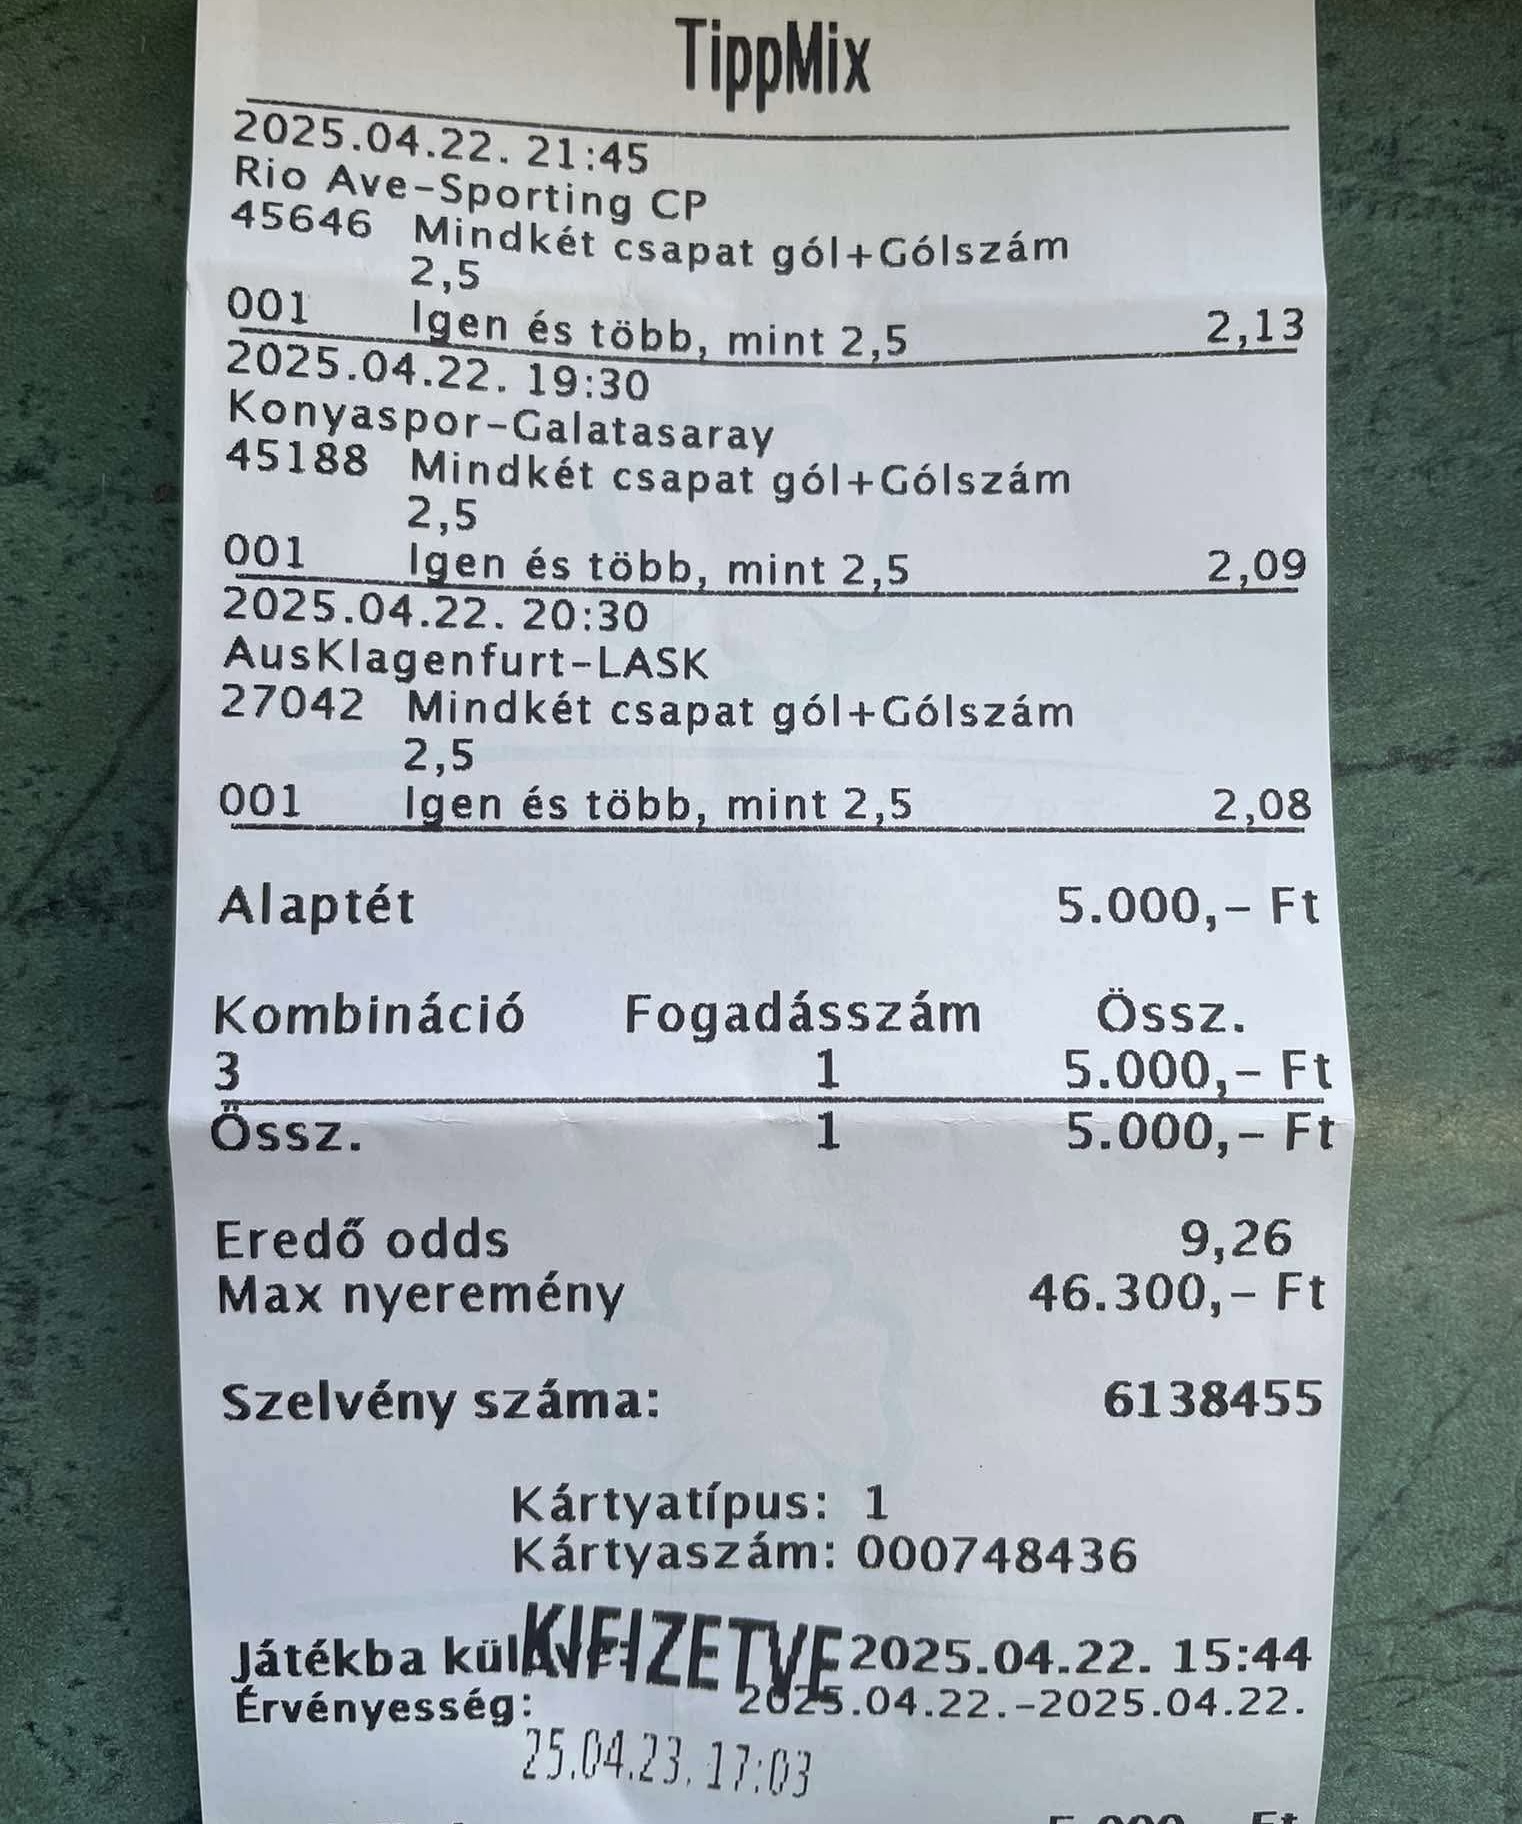 TippMix
2025.04.22. 21:45
Rio Ave-Sporting CP
45646 Mindkét csapat gól+Gólszám
2,5
001 Igen és több, mint 2,5 2,13
2025.04.22. 19:30
Konyaspor-Galatasaray
45188 Mindkét csapat gól+Gólszám
2,5
001 Igen és több, mint 2,5 2,09
2025.04.22. 20:30
AusKlagenfurt-LASK
27042 Mindkét csapat gól+Gólszám
2,5
001 Igen és több, mint 2,5 2,08
Alaptét 5.000,- Ft
Kombináció Fogadásszám Össz.
3 1 5.000,- Ft
Össz. 1 5.000,- Ft
Eredő odds 9,26
Max nyeremény 46.300,- Ft
Szelvény száma: 6138455
Kártyatípus: 1
Kártyaszám: 000748436
KIFIZETVE
Játékba 2025.04.22. 15:44
Érvényesség: 2025.04.22.-2025.04.22.
25.04.23. 17:03